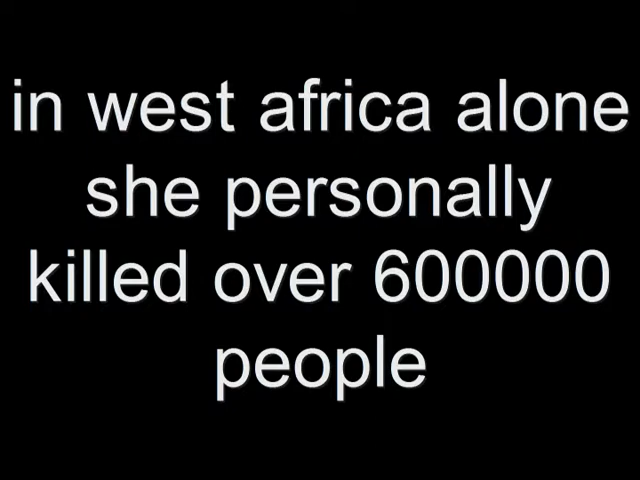 in west africa alone
she personally
killed over 600000
people